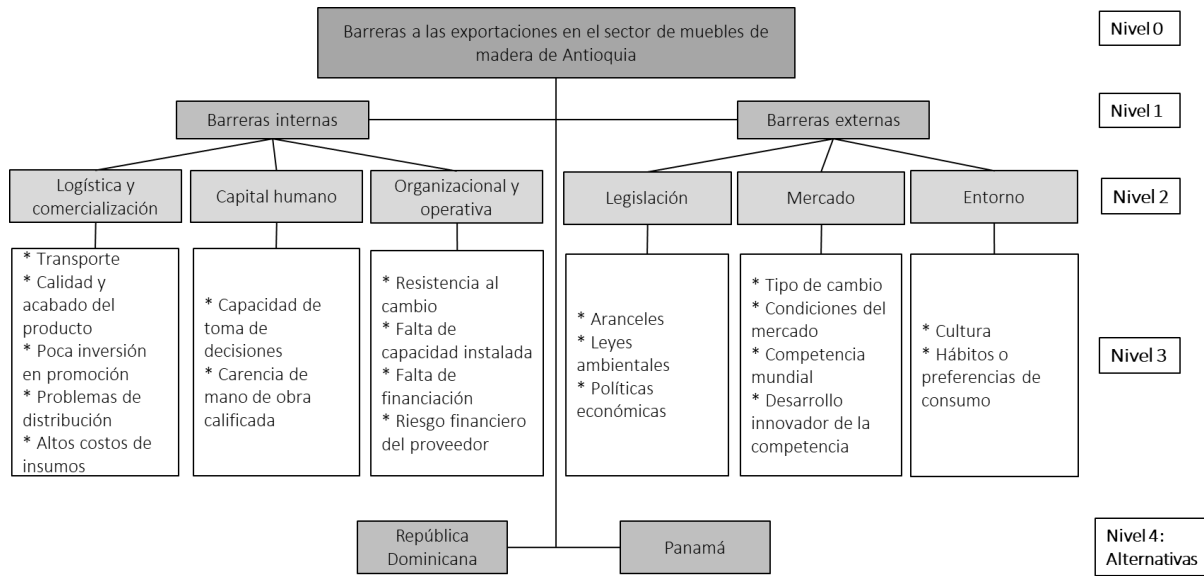 Barreras a las exportaciones en el sector de muebles de
madera de Antioquia
Nivel 0
Barreras internas
Barreras externas
Nivel 1
Logística y
comercialización
Capital humano
Organizacional y
operativa
Legislación
Mercado
Entorno
Nivel 2
* Transporte
* Calidad y
acabado del
producto
* Poca inversión
en promoción
* Problemas de
distribución
* Altos costos de
insumos
* Capacidad de
toma de
decisiones
* Carencia de
mano de obra
calificada
* Resistencia al
cambio
* Falta de
capacidad instalada
* Falta de
financiación
* Riesgo financiero
del proveedor
* Aranceles
* Leyes
ambientales
* Políticas
económicas
* Tipo de cambio
* Condiciones del
mercado
* Competencia
mundial
* Desarrollo
innovador de la
competencia
* Cultura
* Hábitos o
preferencias de
consumo
Nivel 3
República
Dominicana
Panamá
Nivel 4:
Alternativas